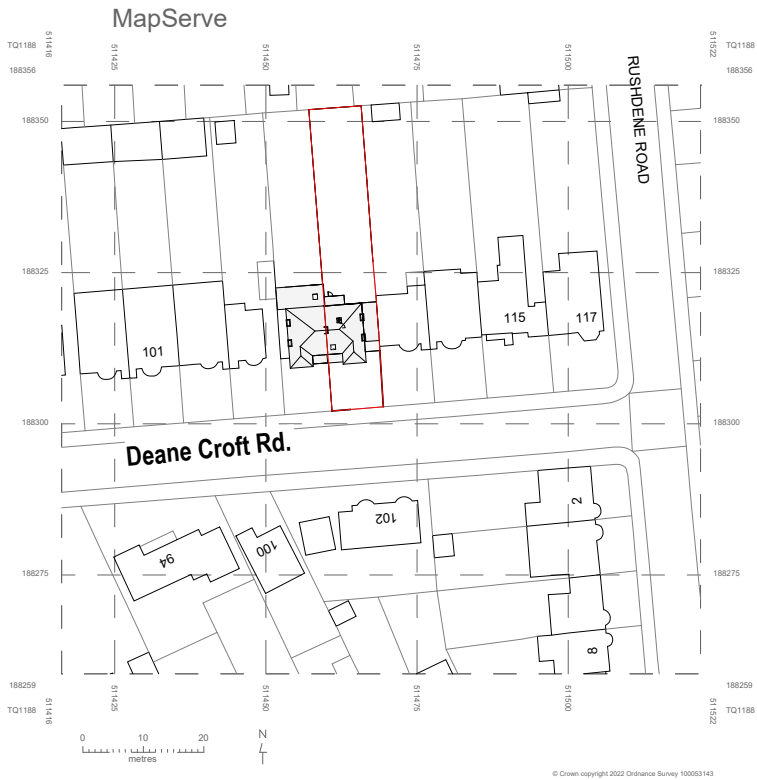 MapServe
511416
511425
511450
511475
511500
511522
TQ1188
TQ1188
188356
188356
188350
188350
RUSHDENE ROAD
188325
188325
101
115
117
188300
188300
Deane Croft Rd.
94
100
102
2
188275
188275
8
188259
188259
TQ1188
TQ1188
511416
511425
511450
511475
511500
511522
0 10 20
metres
N
© Crown copyright 2022 Ordnance Survey 100053143